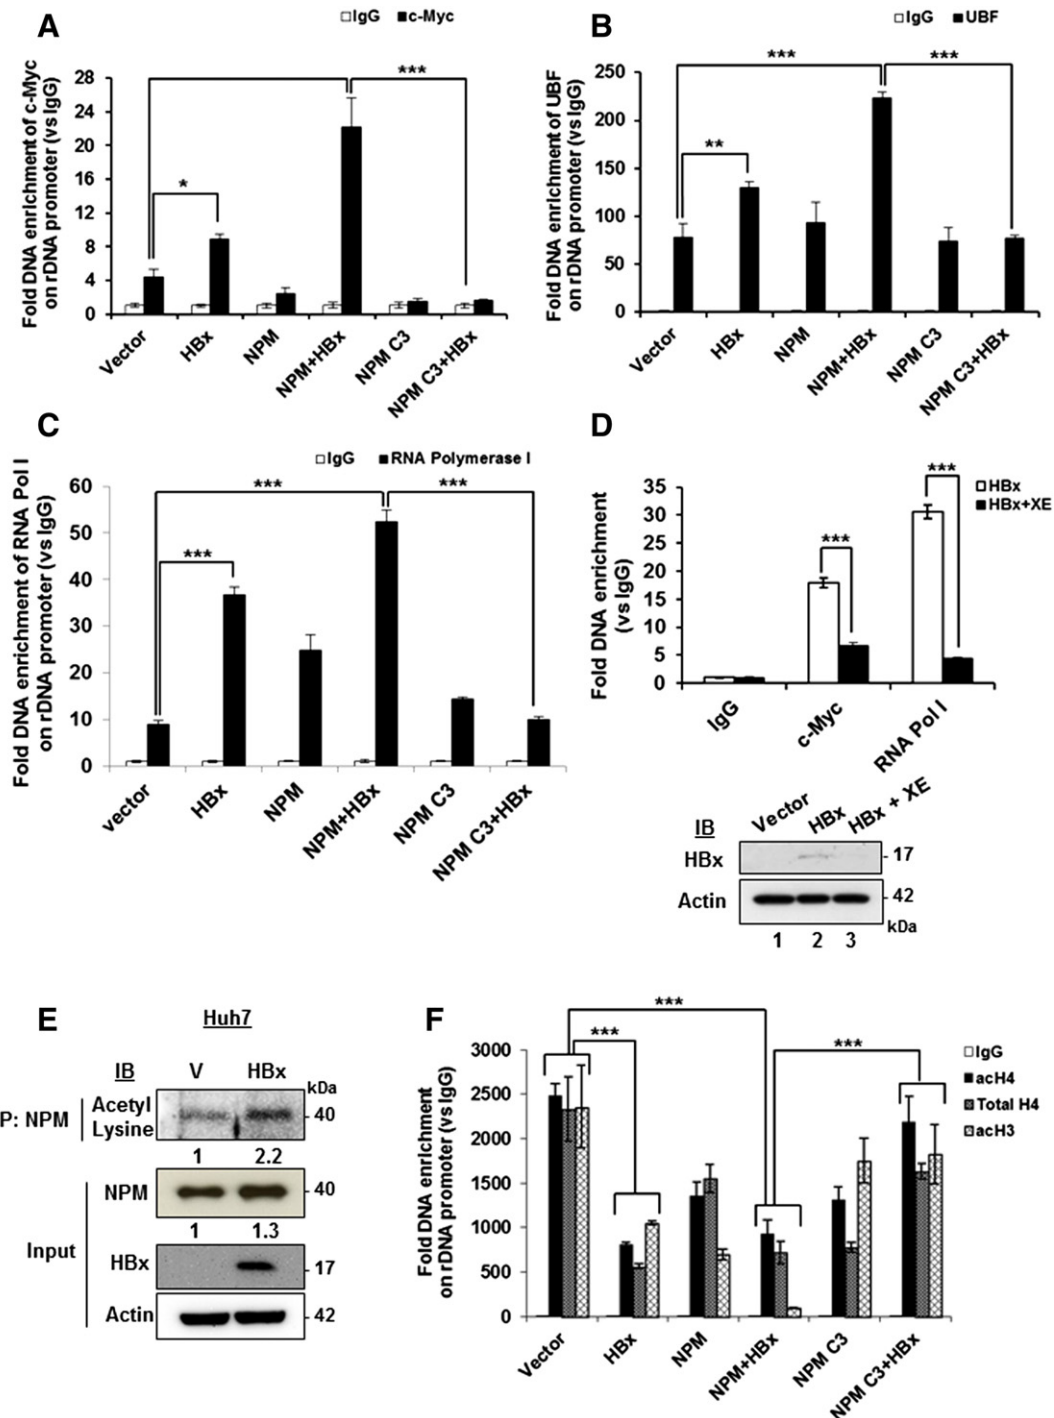 A
IgG c-Myc
Fold DNA enrichment of c-Myc
on rDNA promoter (vs IgG)
28
24
20
16
12
8
4
0
*
***
Vector
HBx
NPM
NPM+HBx
NPM C3
NPM C3+HBx
B
IgG UBF
Fold DNA enrichment of UBF
on rDNA promoter (vs IgG)
250
200
150
100
50
0
**
***
***
Vector
HBx
NPM
NPM+HBx
NPM C3
NPM C3+HBx
C
IgG RNA Polymerase I
Fold DNA enrichment of RNA Pol I
on rDNA promoter (vs IgG)
60
50
40
30
20
10
0
***
***
***
vector
HBx
NPM
NPM+HBx
NPM C3
NPM C3+HBx
D
HBx
HBx+XE
Fold DNA enrichment
(vs IgG)
35
30
25
20
15
10
5
0
***
***
IgG
c-Myc
RNA Pol I
IB
Vector
HBx
HBx + XE
HBx
- 17
Actin
- 42
kDa
1 2 3
E
Huh7
IB V HBx
kDa
P: NPM
Acetyl
Lysine
- 40
1 2.2
NPM
- 40
1 1.3
Input
HBx
- 17
Actin
- 42
F
IgG
acH4
Total H4
acH3
Fold DNA enrichment
on rDNA promoter (vs IgG)
3000
2500
2000
1500
1000
500
0
***
***
***
Vector
HBx
NPM
NPM+HBx
NPM C3
NPM C3+HBx